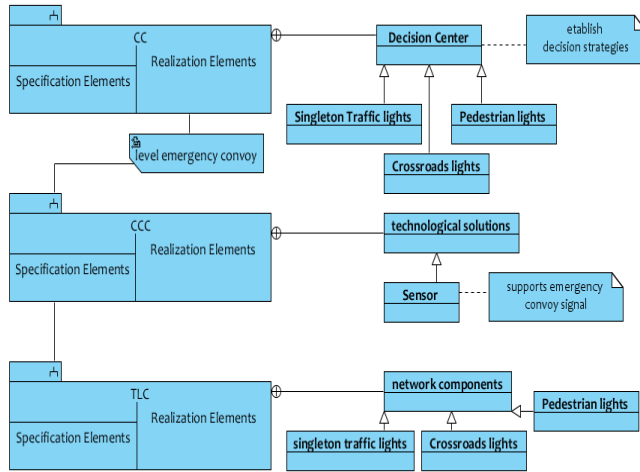 CC
Specification Elements
Realization Elements
Decision Center
etablish
decision strategies
Singleton Traffic lights
Pedestrian lights
Crossroads lights
level emergency convoy
CCC
Specification Elements
Realization Elements
technological solutions
Sensor
supports emergency
convoy signal
TLC
Specification Elements
Realization Elements
network components
Pedestrian lights
singleton traffic lights
Crossroads lights